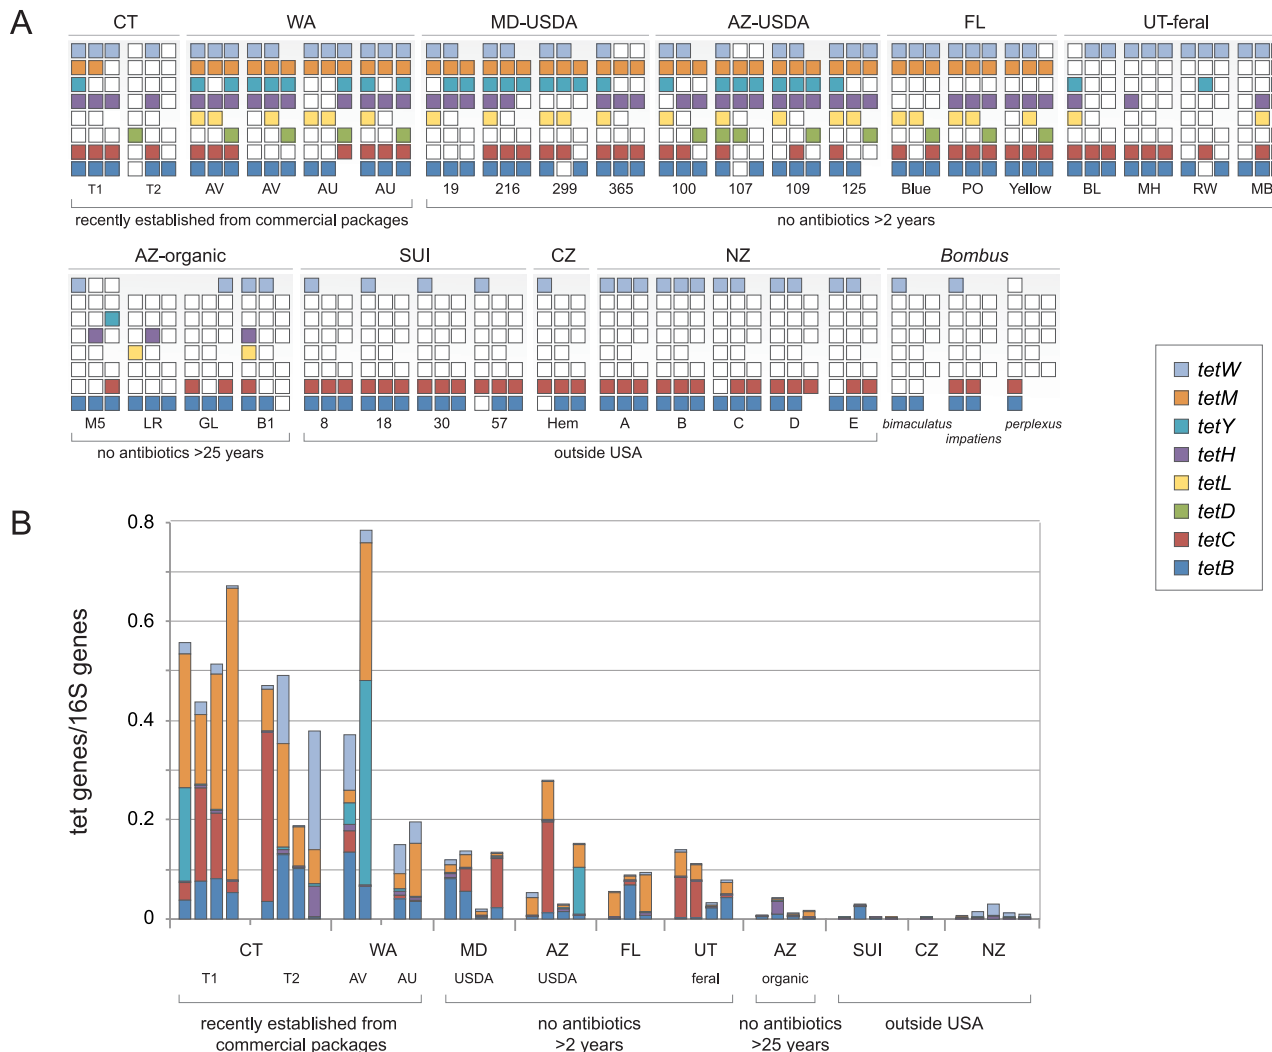 A
CT WA MD-USDA AZ-USDA FL UT-feral
T1 T2 AV AV AU AU 19 216 299 365 100 107 109 125 Blue PO Yellow BL MH RW MB
recently established from commercial packages no antibiotics >2 years
AZ-organic SUI CZ NZ Bombus
M5 LR GL B1 8 18 30 57 Hem A B C D E bimaculatus impatiens perplexus
no antibiotics >25 years outside USA
tetW
tetM
tetY
tetH
tetL
tetD
tetC
tetB
B
tet genes/16S genes
0.8
0.6
0.4
0.2
0
CT WA MD AZ FL UT AZ SUI CZ NZ
T1 T2 AV AU USDA USDA feral organic
recently established from no antibiotics no antibiotics outside USA
commercial packages >2 years >25 years